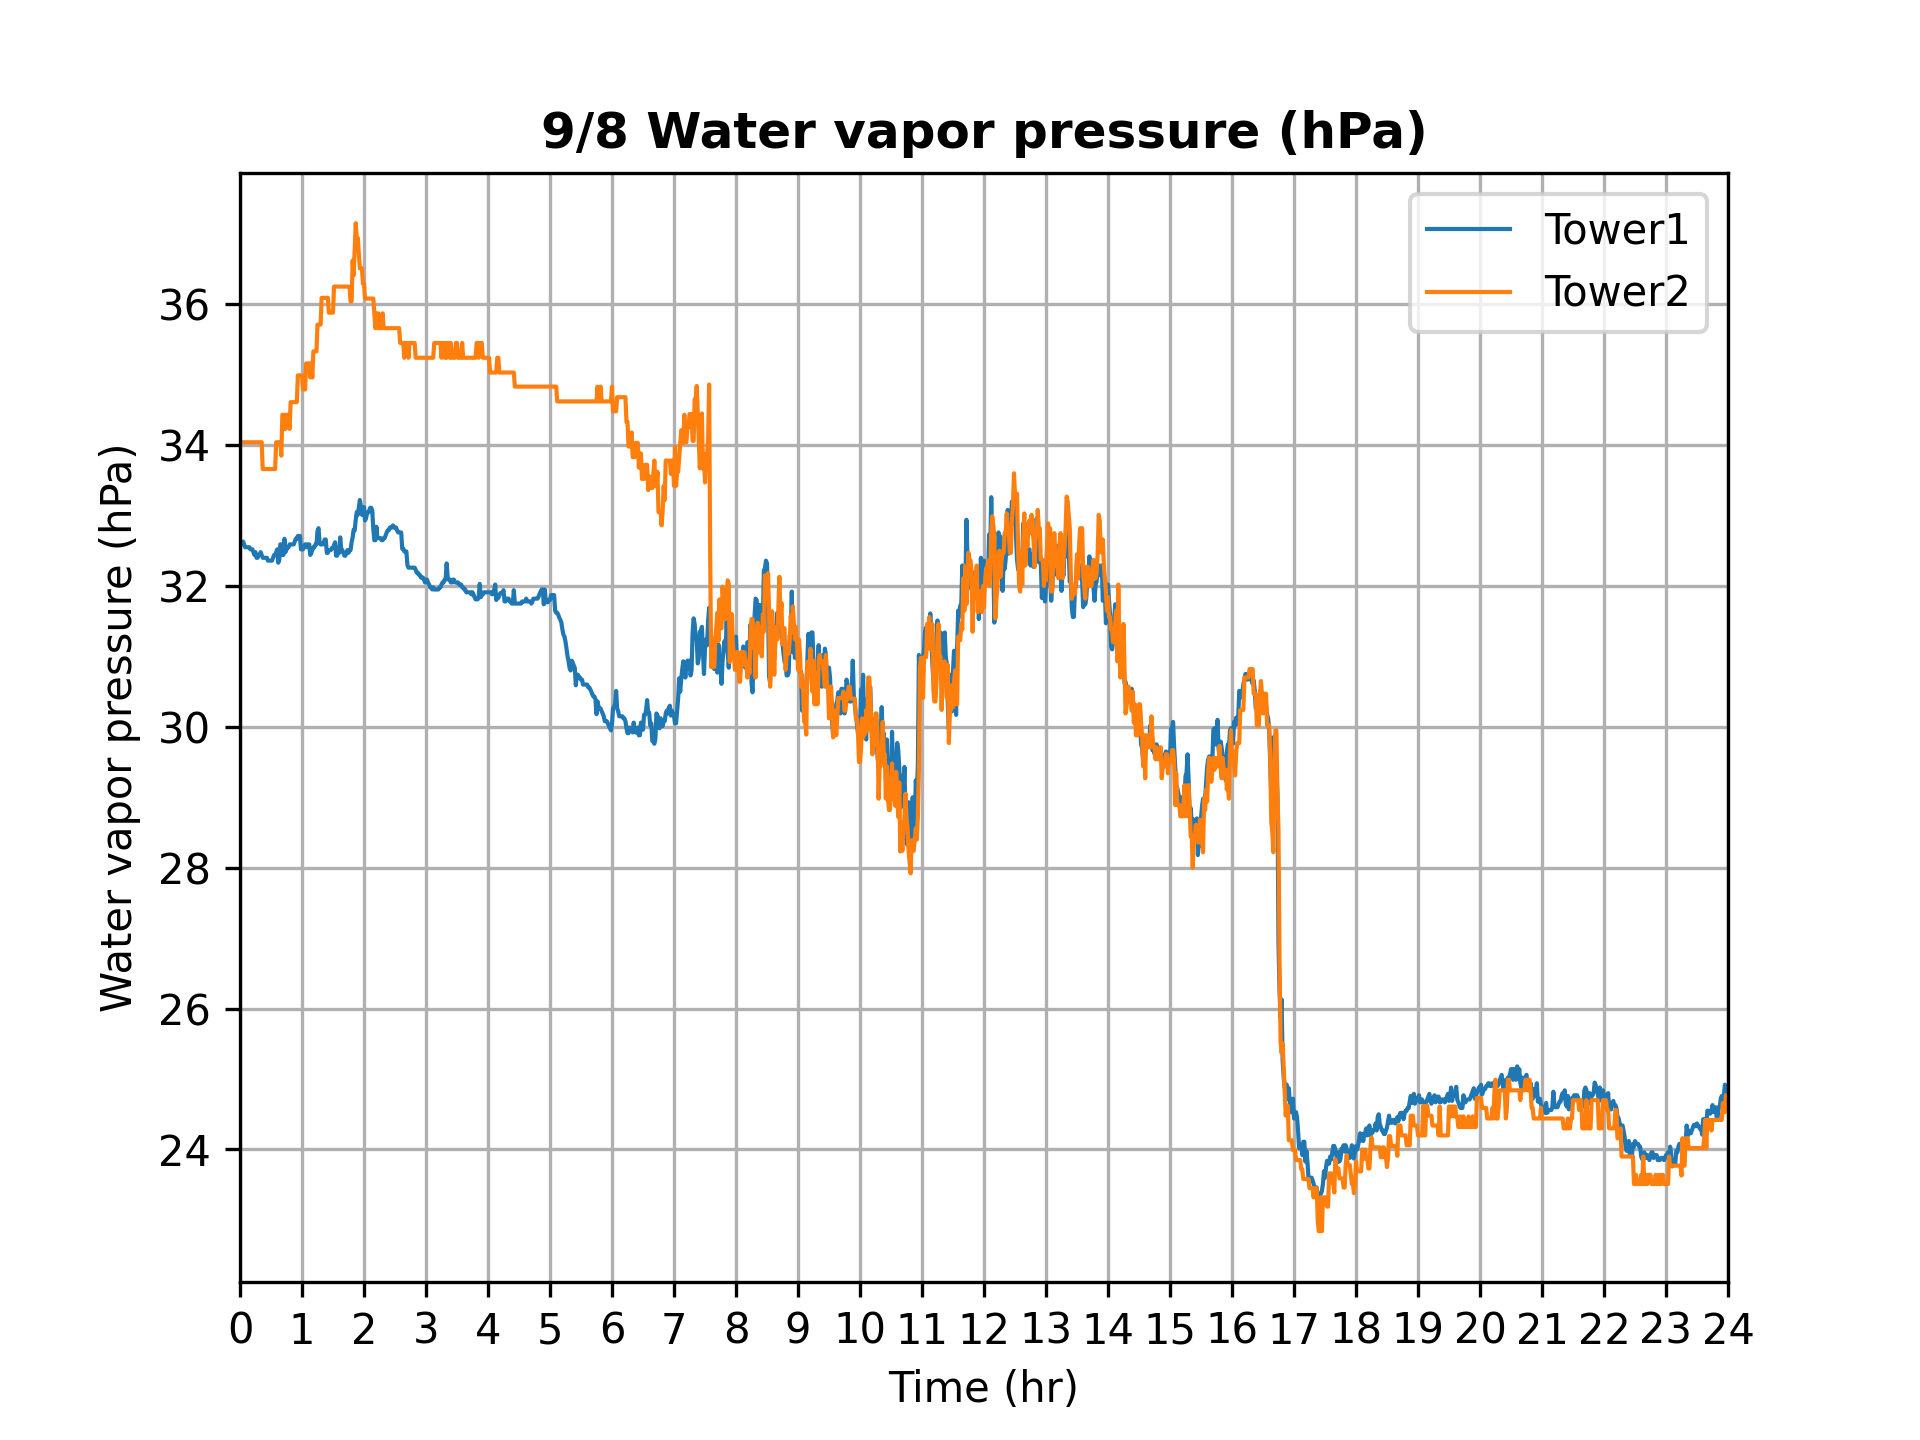 9/8 Water vapor pressure (hPa)
Tower1
Tower2
36
34
32
30
28
26
24
Water vapor pressure (hPa)
0 1 2 3 4 5 6 7 8 9 10 11 12 13 14 15 16 17 18 19 20 21 22 23 24
Time (hr)